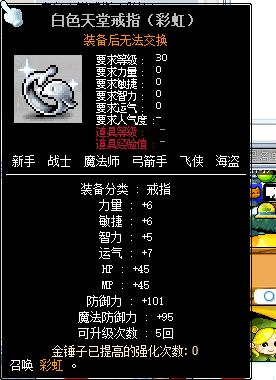 白色天堂戒指（彩虹）
装备后无法交换
要求等级： 30
要求力量： 0
要求敏捷： 0
要求智力： 0
要求运气： 0
要求人气度： -
道具等级： -
道具经验值： -
新手 战士 魔法师 弓箭手 飞侠 海盗
装备分类 : 戒指
力量 : +6
敏捷 : +6
智力 : +5
运气 : +7
HP : +45
MP : +45
防御力 : +101
魔法防御力 : +95
可升级次数 : 5回
金锤子已提高的强化次数: 0
召唤 彩虹 。